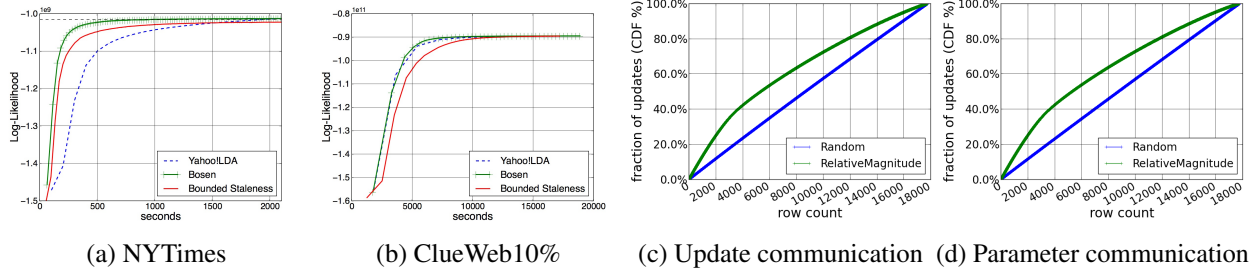 1e9
−1.0
−1.1
−1.2
−1.3
−1.4
−1.5
Log-Likelihood
0 500 1000 1500 2000
seconds
Yahoo!LDA
Bosen
Bounded Staleness
(a) NYTimes
1e11
−0.8
−0.9
−1.0
−1.1
−1.2
−1.3
−1.4
−1.5
−1.6
Log-Likelihood
0 5000 10000 15000 20000
seconds
Yahoo!LDA
Bosen
Bounded Staleness
(b) ClueWeb10%
100.0%
80.0%
60.0%
40.0%
20.0%
0.0%
fraction of updates (CDF %)
0 2000 4000 6000 8000 10000 12000 14000 16000 18000
row count
Random
RelativeMagnitude
(c) Update communication
100.0%
80.0%
60.0%
40.0%
20.0%
0.0%
fraction of updates (CDF %)
0 2000 4000 6000 8000 10000 12000 14000 16000 18000
row count
Random
RelativeMagnitude
(d) Parameter communication